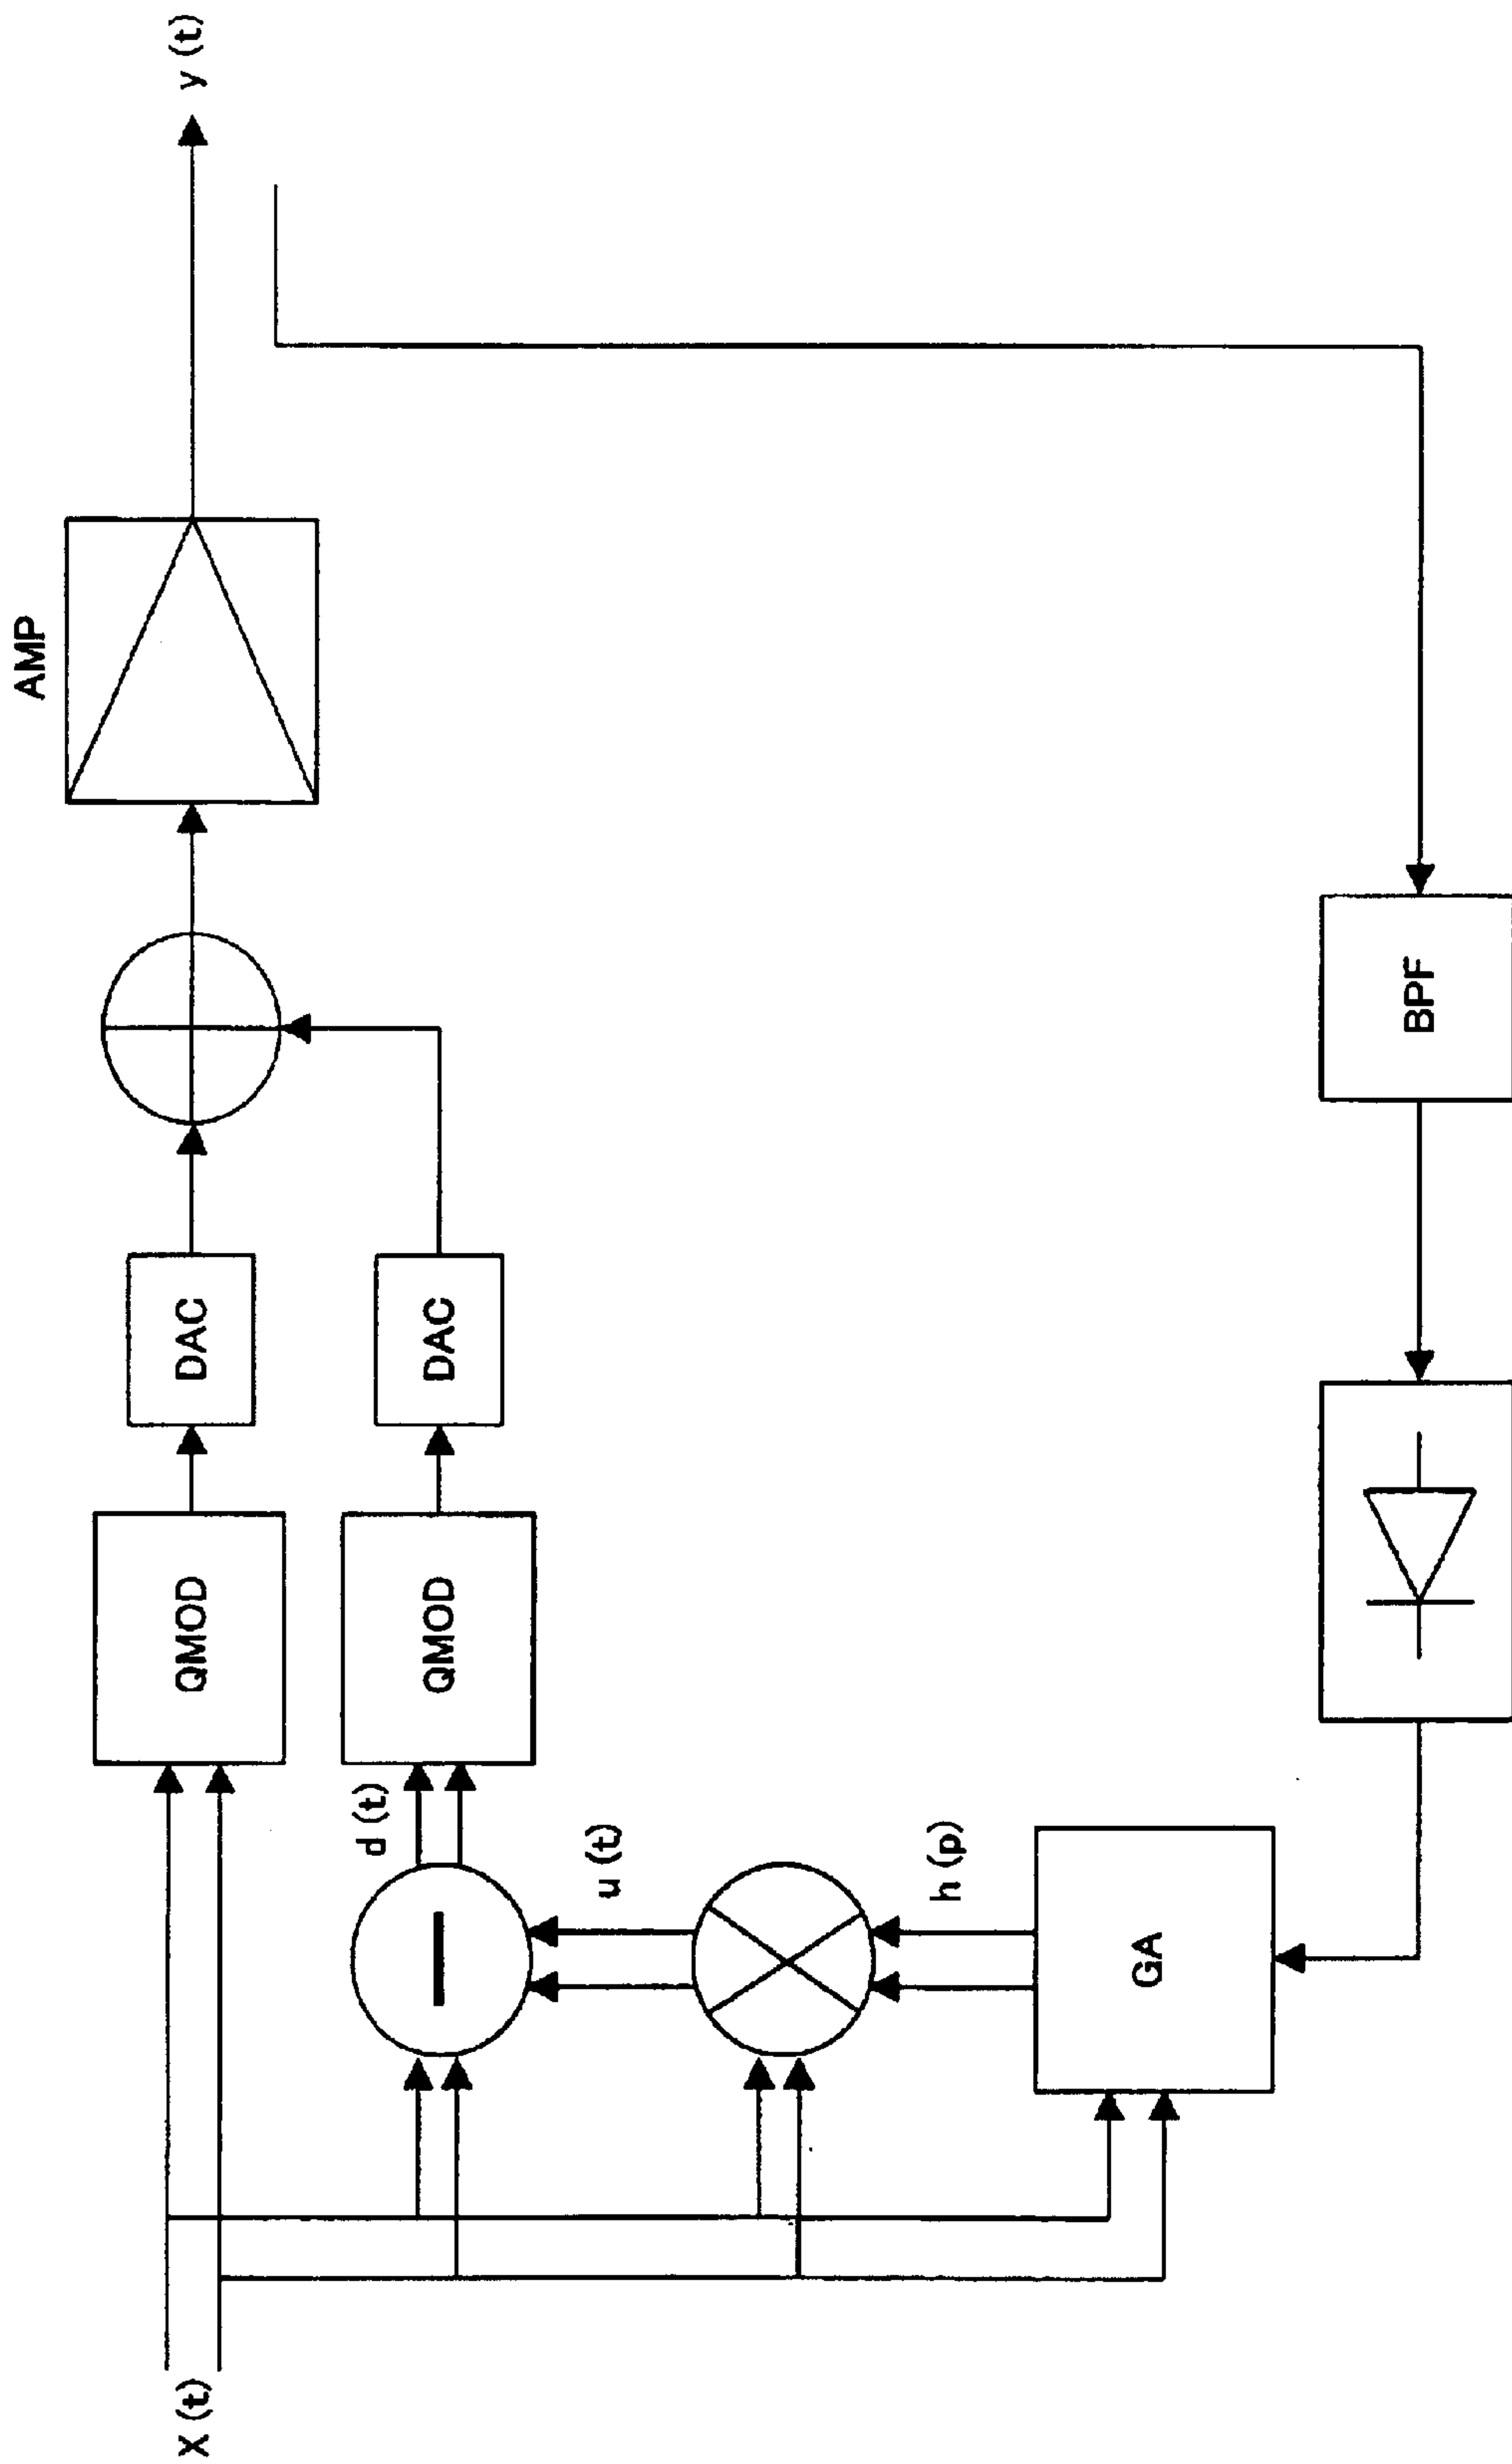 X (t)
QMOD
DAC
AMP
y (t)
d (t)
QMOD
DAC
u (t)
h (p)
GA
BPF